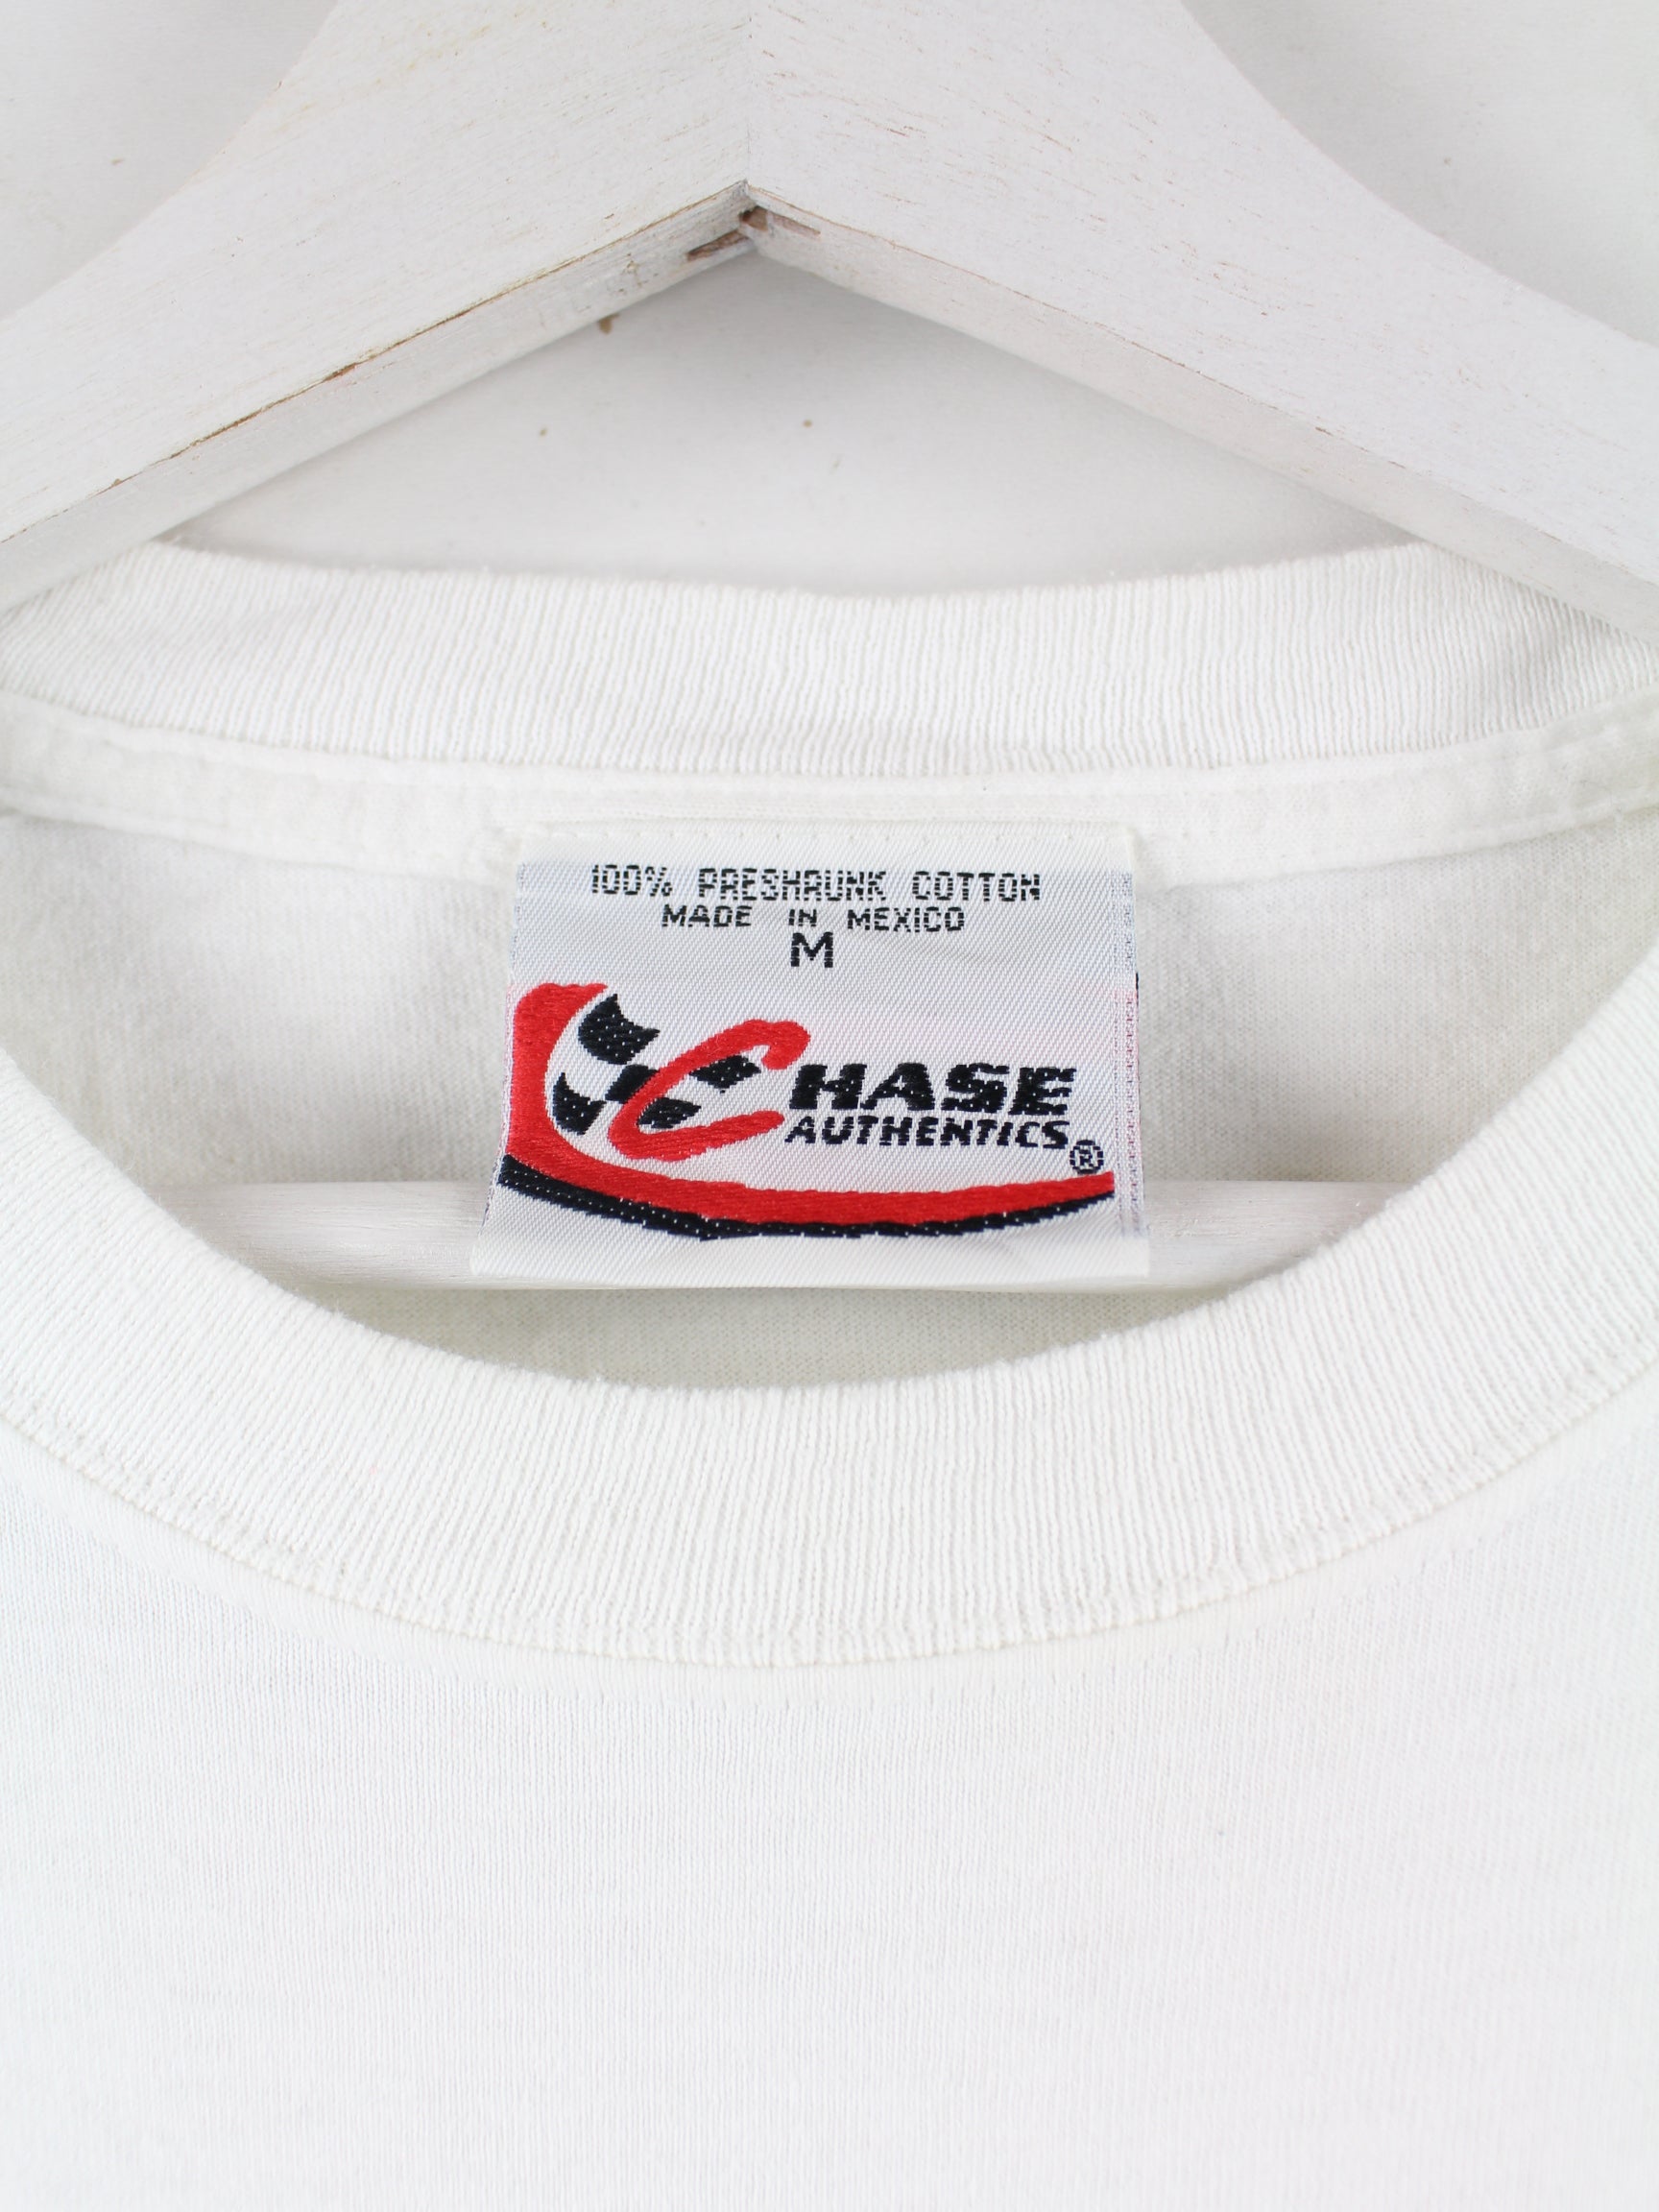 100% PRESHRUNK COTTON
MADE IN MEXICO
M
CHASE
AUTHENTICS®